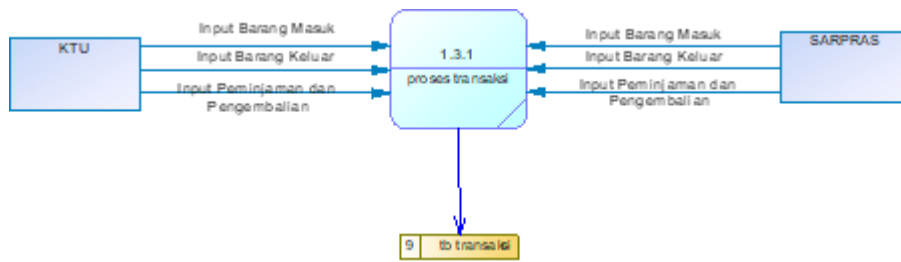 KTU
Input Barang Masuk
Input Barang Keluar
Input Peminjaman dan
Pengembalian
1.3.1
proses transaksi
Input Barang Masuk
Input Barang Keluar
Input Peminjaman dan
Pengembalian
SARPRAS
9 tb transaksi